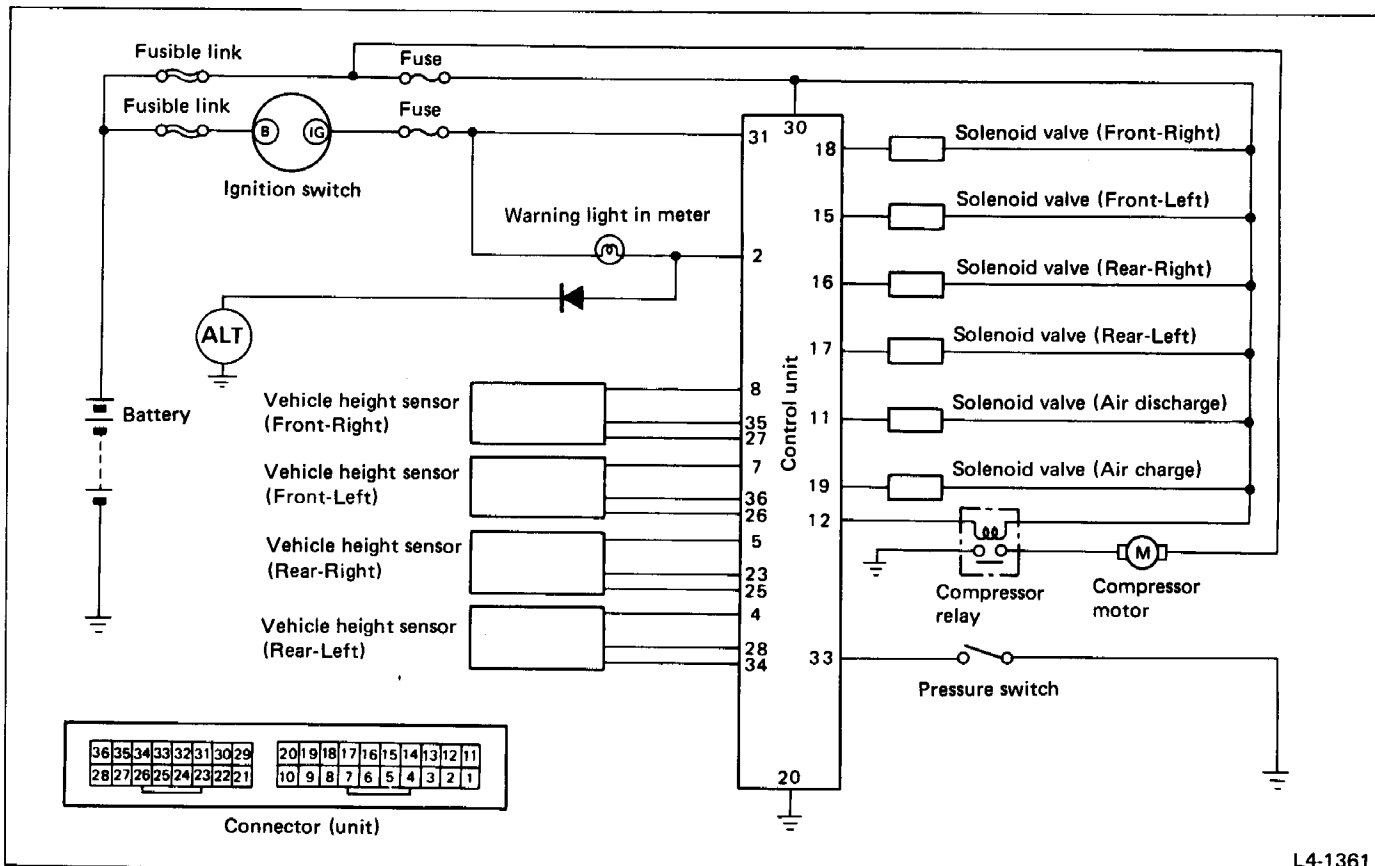 Fusible link
Fuse
Fusible link
Fuse
B
IG
Ignition switch
Warning light in meter
ALT
Battery
Vehicle height sensor
(Front-Right)
Vehicle height sensor
(Front-Left)
Vehicle height sensor
(Rear-Right)
Vehicle height sensor
(Rear-Left)
31
2
8
35
27
7
36
26
5
23
25
4
28
34
30
Control unit
20
18
15
16
17
11
19
12
33
Solenoid valve (Front-Right)
Solenoid valve (Front-Left)
Solenoid valve (Rear-Right)
Solenoid valve (Rear-Left)
Solenoid valve (Air discharge)
Solenoid valve (Air charge)
M
Compressor
relay
Compressor
motor
Pressure switch
36 35 34 33 32 31 30 29
28 27 26 25 24 23 22 21
20 19 18 17 16 15 14 13 12 11
10 9 8 7 6 5 4 3 2 1
Connector (unit)
L4-1361